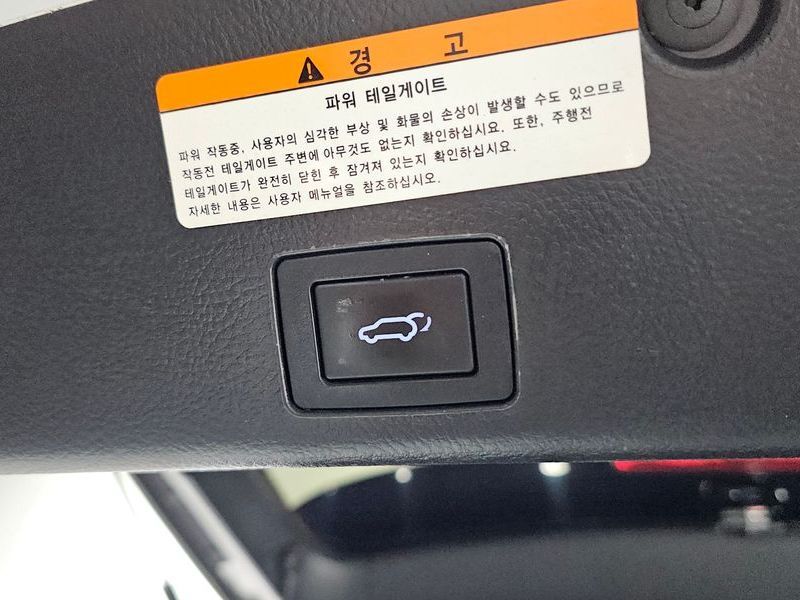 경 고
파워 테일게이트
파워 작동중, 사용자의 심각한 부상 및 화물의 손상이 발생할 수도 있으므로
작동전 테일게이트 주변에 아무것도 없는지 확인하십시요. 또한, 주행전
테일게이트가 완전히 닫힌 후 잠겨져 있는지 확인하십시요.
자세한 내용은 사용자 메뉴얼을 참조하십시오.